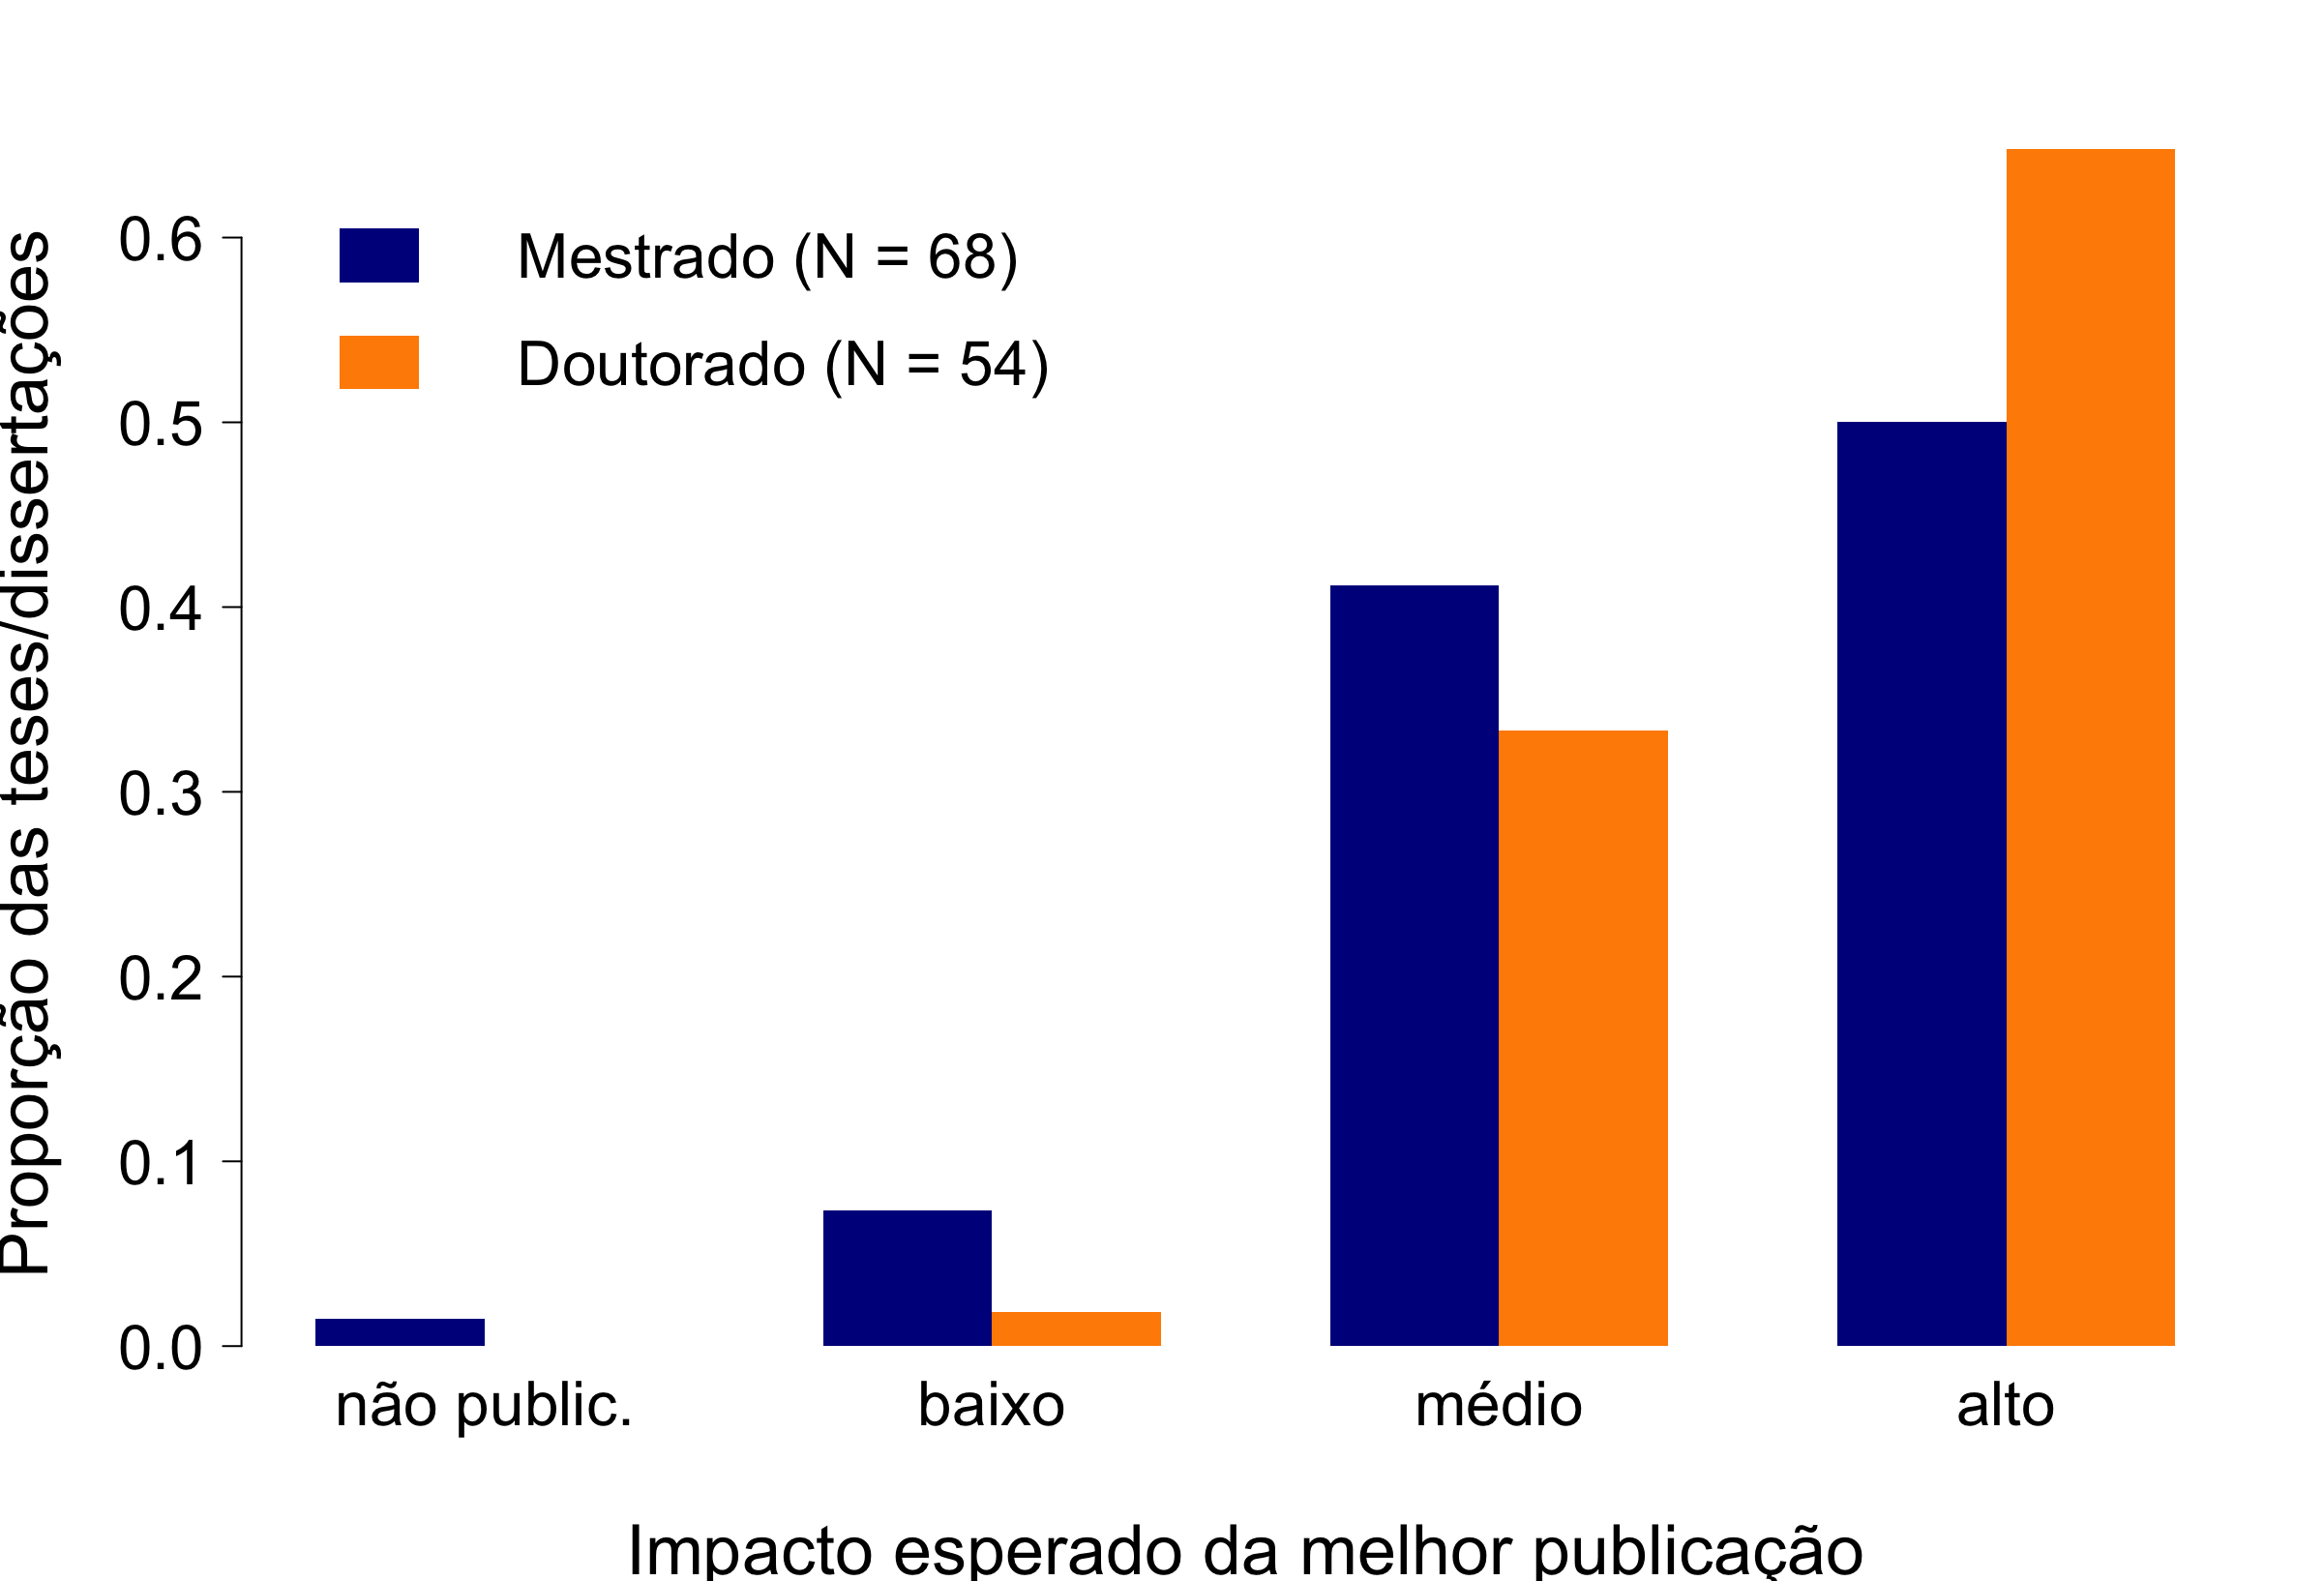 Proporção das teses/dissertações
0.6
0.5
0.4
0.3
0.2
0.1
0.0
Mestrado (N = 68)
Doutorado (N = 54)
não public.
baixo
médio
alto
Impacto esperado da melhor publicação